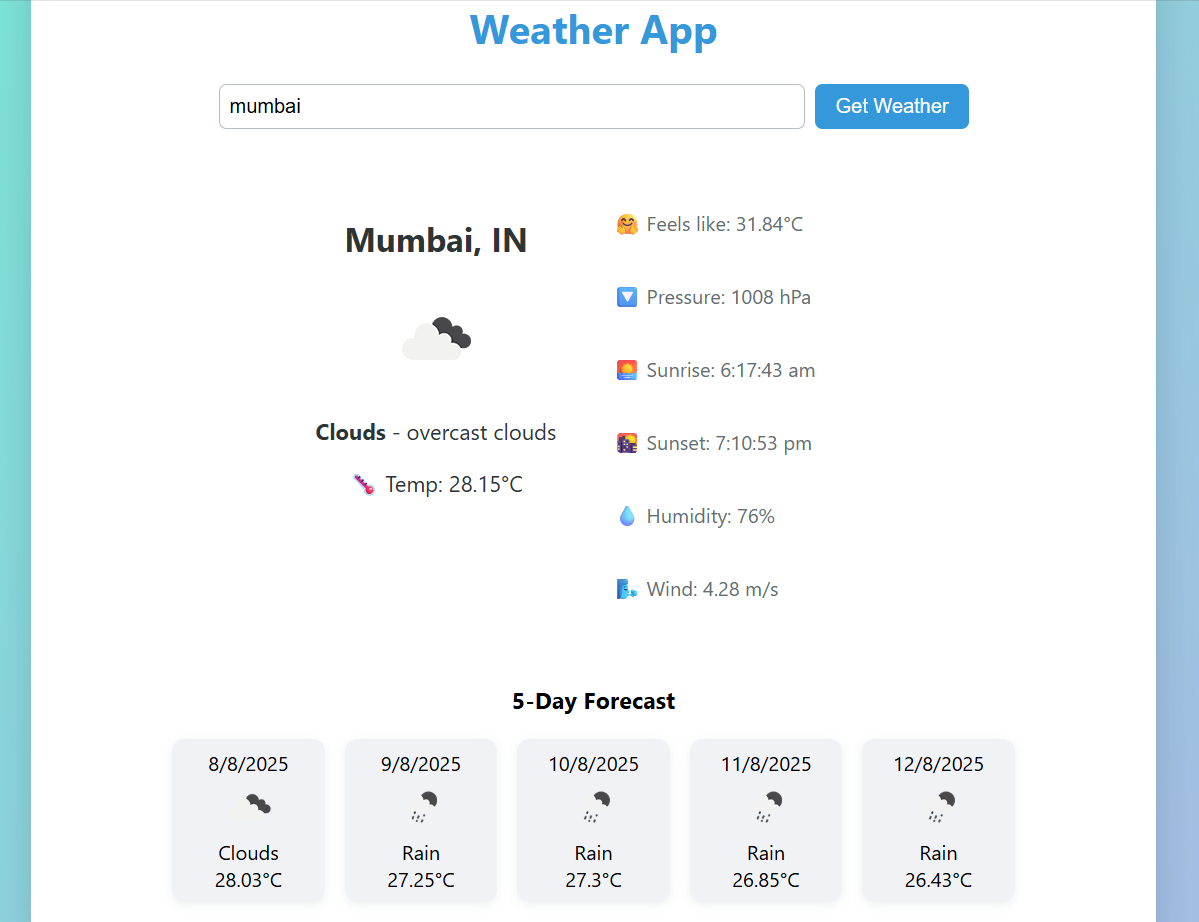 Weather App
mumbai
Get Weather
Mumbai, IN
Clouds - overcast clouds
Temp: 28.15°C
Feels like: 31.84°C
Pressure: 1008 hPa
Sunrise: 6:17:43 am
Sunset: 7:10:53 pm
Humidity: 76%
Wind: 4.28 m/s
5-Day Forecast
8/8/2025
Clouds
28.03°C
9/8/2025
Rain
27.25°C
10/8/2025
Rain
27.3°C
11/8/2025
Rain
26.85°C
12/8/2025
Rain
26.43°C